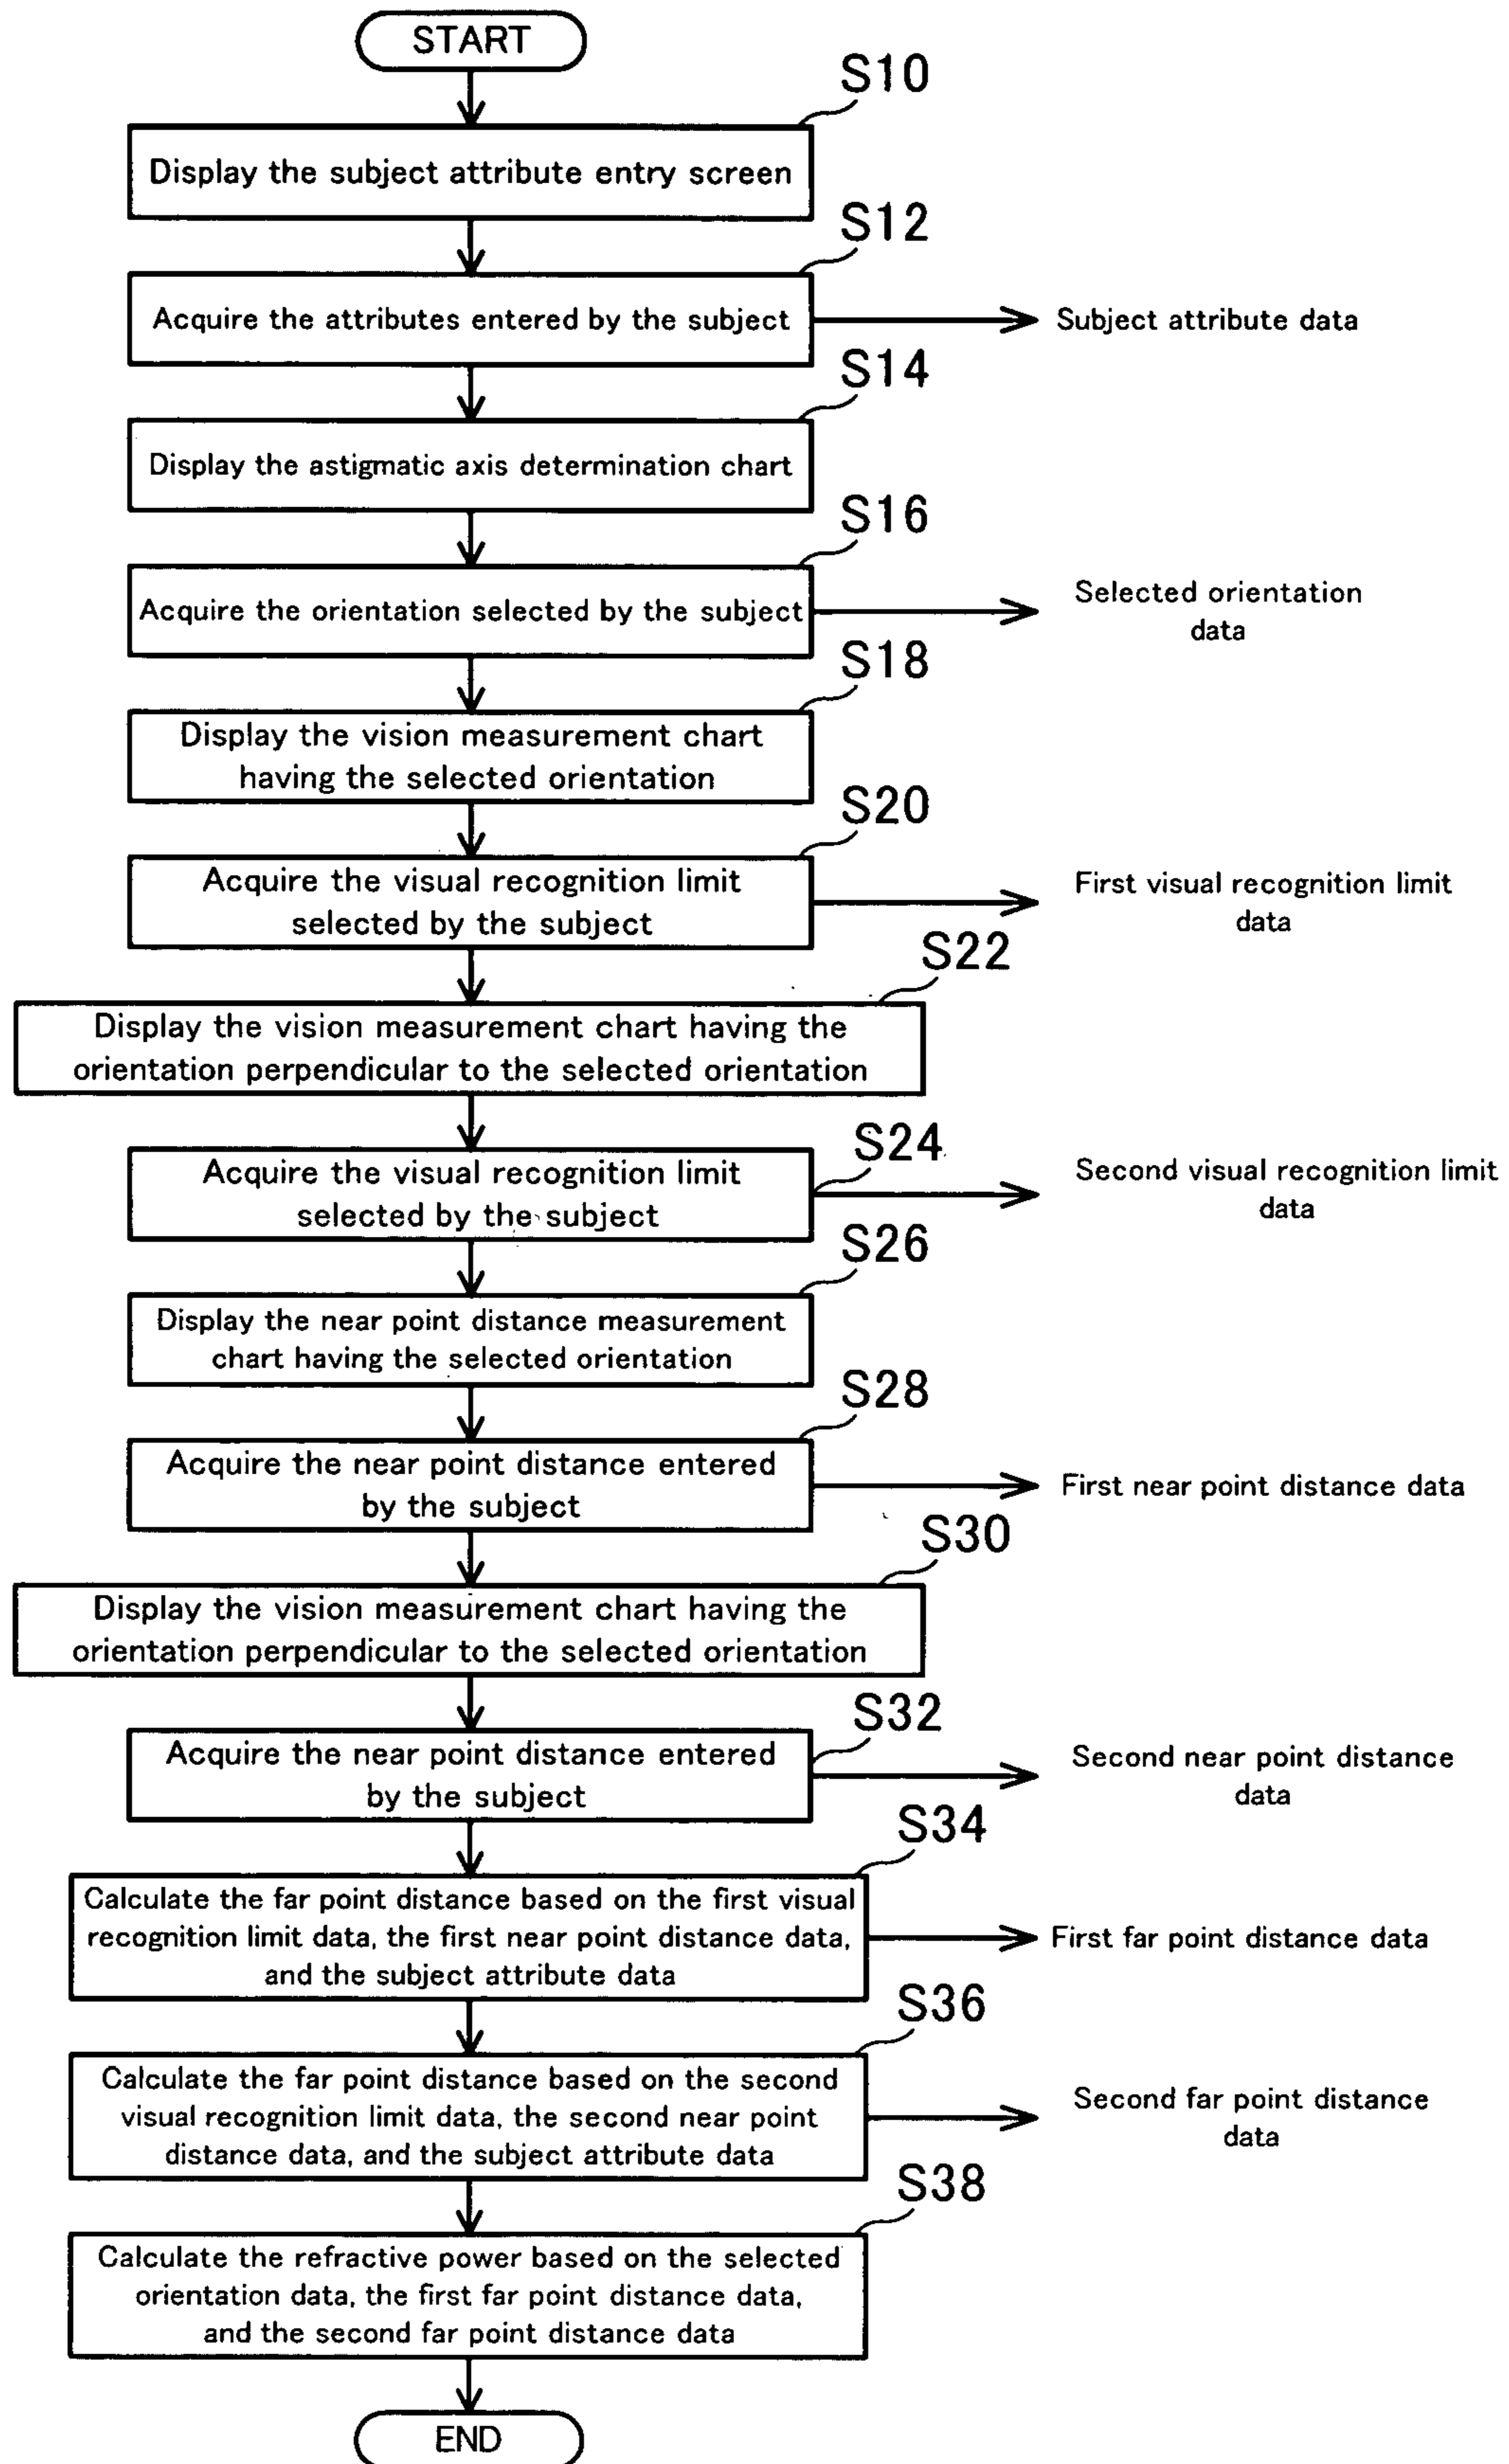 START
S10
Display the subject attribute entry screen
S12
Acquire the attributes entered by the subject
Subject attribute data
S14
Display the astigmatic axis determination chart
S16
Acquire the orientation selected by the subject
Selected orientation
data
S18
Display the vision measurement chart
having the selected orientation
S20
Acquire the visual recognition limit
selected by the subject
First visual recognition limit
data
S22
Display the vision measurement chart having the
orientation perpendicular to the selected orientation
S24
Acquire the visual recognition limit
selected by the subject
Second visual recognition limit
data
S26
Display the near point distance measurement
chart having the selected orientation
S28
Acquire the near point distance entered
by the subject
First near point distance data
S30
Display the vision measurement chart having the
orientation perpendicular to the selected orientation
S32
Acquire the near point distance entered
by the subject
Second near point distance
data
S34
Calculate the far point distance based on the first visual
recognition limit data, the first near point distance data,
and the subject attribute data
First far point distance data
S36
Calculate the far point distance based on the second
visual recognition limit data, the second near point
distance data, and the subject attribute data
Second far point distance
data
S38
Calculate the refractive power based on the selected
orientation data, the first far point distance data,
and the second far point distance data
END